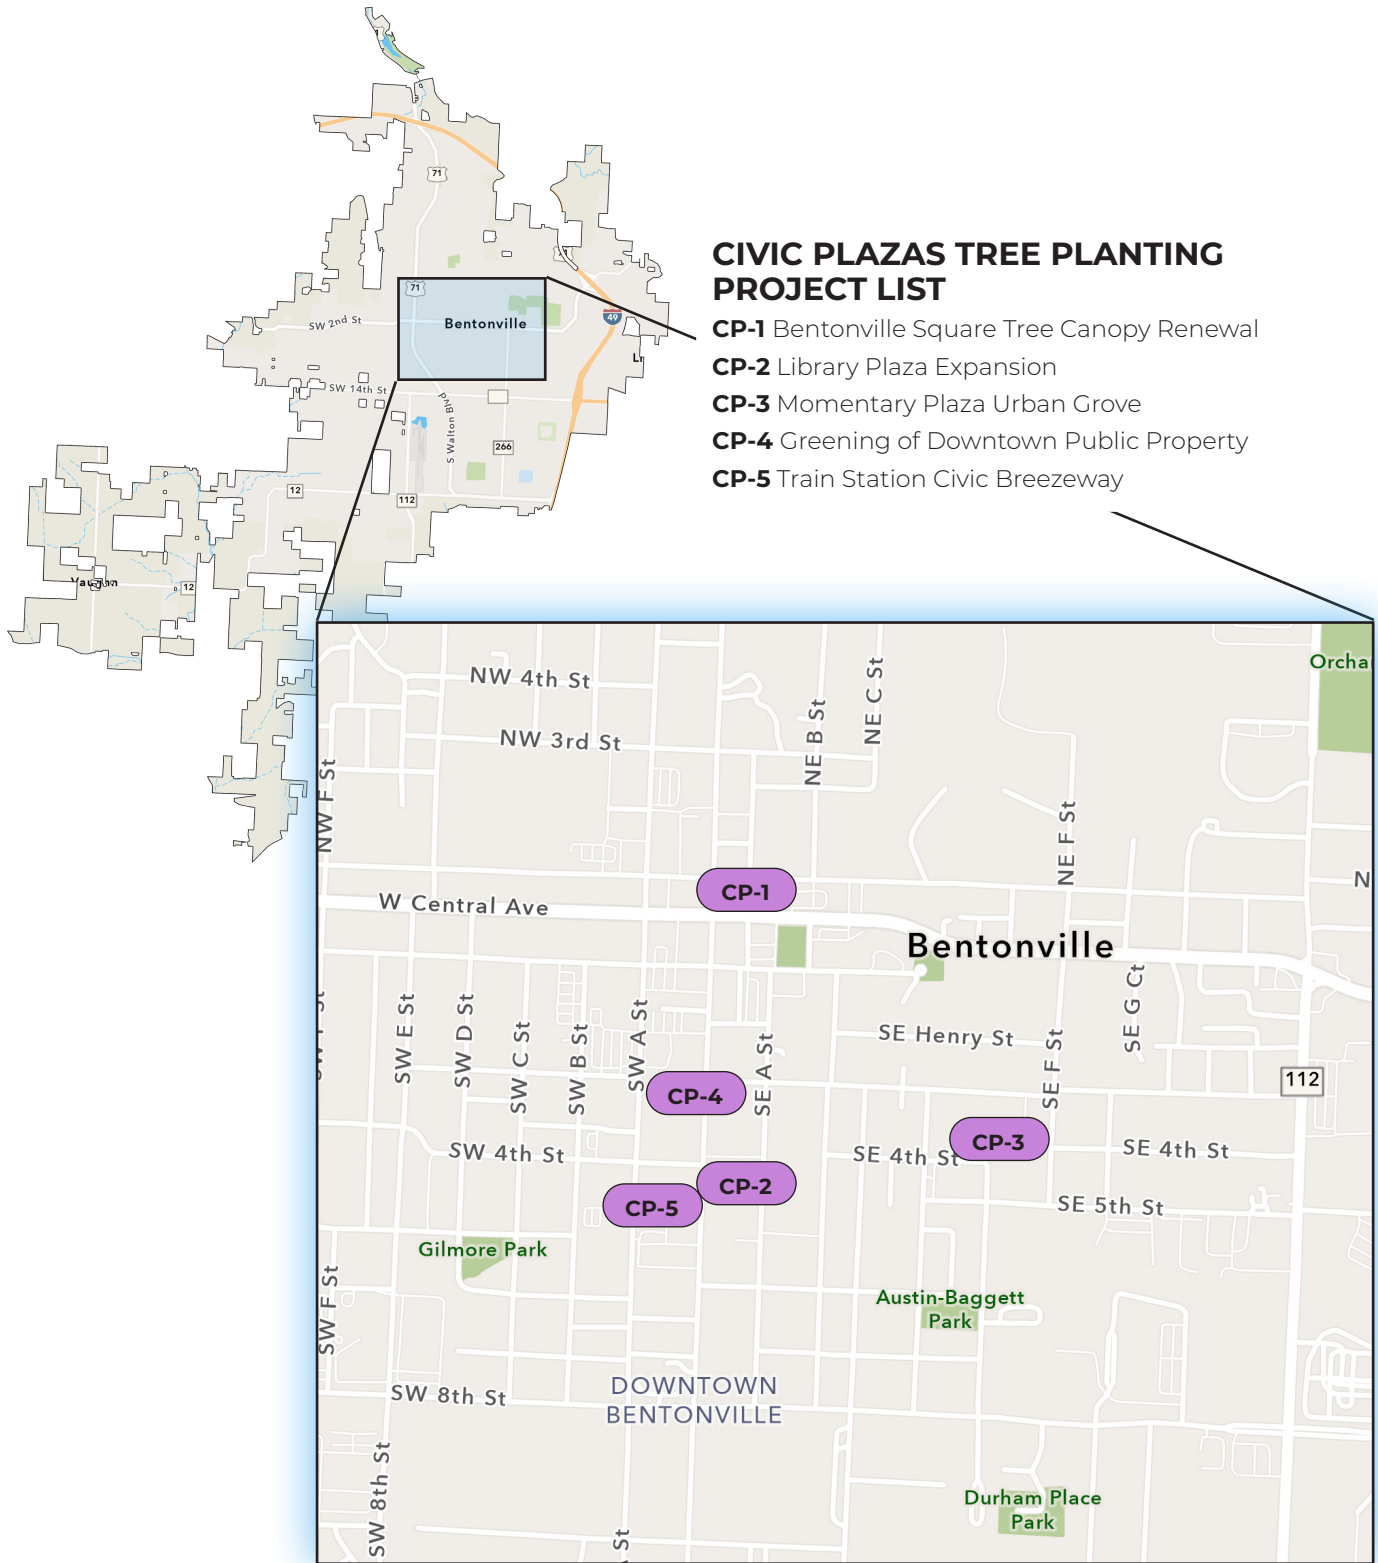 71
71
SW 2nd St
Bentonville
49
SW 14th St
S Walton Blvd
266
12
112
12
CIVIC PLAZAS TREE PLANTING
PROJECT LIST
CP-1 Bentonville Square Tree Canopy Renewal
CP-2 Library Plaza Expansion
CP-3 Momentary Plaza Urban Grove
CP-4 Greening of Downtown Public Property
CP-5 Train Station Civic Breezeway
Orcha
NW 4th St
NE C St
NE B St
NW 3rd St
NW F St
NE F St
CP-1
N
W Central Ave
Bentonville
SW E St
SW D St
SW C St
SW B St
SW A St
SE A St
SE Henry St
SE G Ct
SE F St
112
CP-4
CP-3
SW 4th St
SE 4th St
SE 4th St
CP-2
CP-5
SE 5th St
Gilmore Park
SW F St
Austin-Baggett
Park
DOWNTOWN
BENTONVILLE
SW 8th St
SW 8th St
Durham Place
Park
St